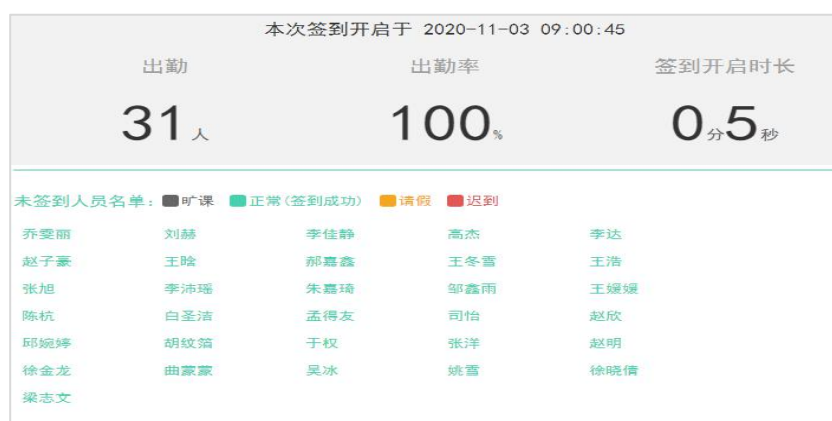 本次签到开启于 2020-11-03 09:00:45
出勤 出勤率 签到开启时长
31人 100% 0分5秒
未签到人员名单: 旷课 正常(签到成功) 请假 迟到
乔雯丽 刘赫 李佳静 高杰 李达
赵子豪 王晗 郝嘉鑫 王冬雪 王浩
张旭 李沛瑶 朱嘉琦 邹鑫雨 王媛媛
陈杭 白圣洁 孟得友 司怡 赵欣
邱婉婷 胡纹箔 于权 张洋 赵明
徐金龙 曲蒙蒙 吴冰 姚雪 徐晓倩
梁志文